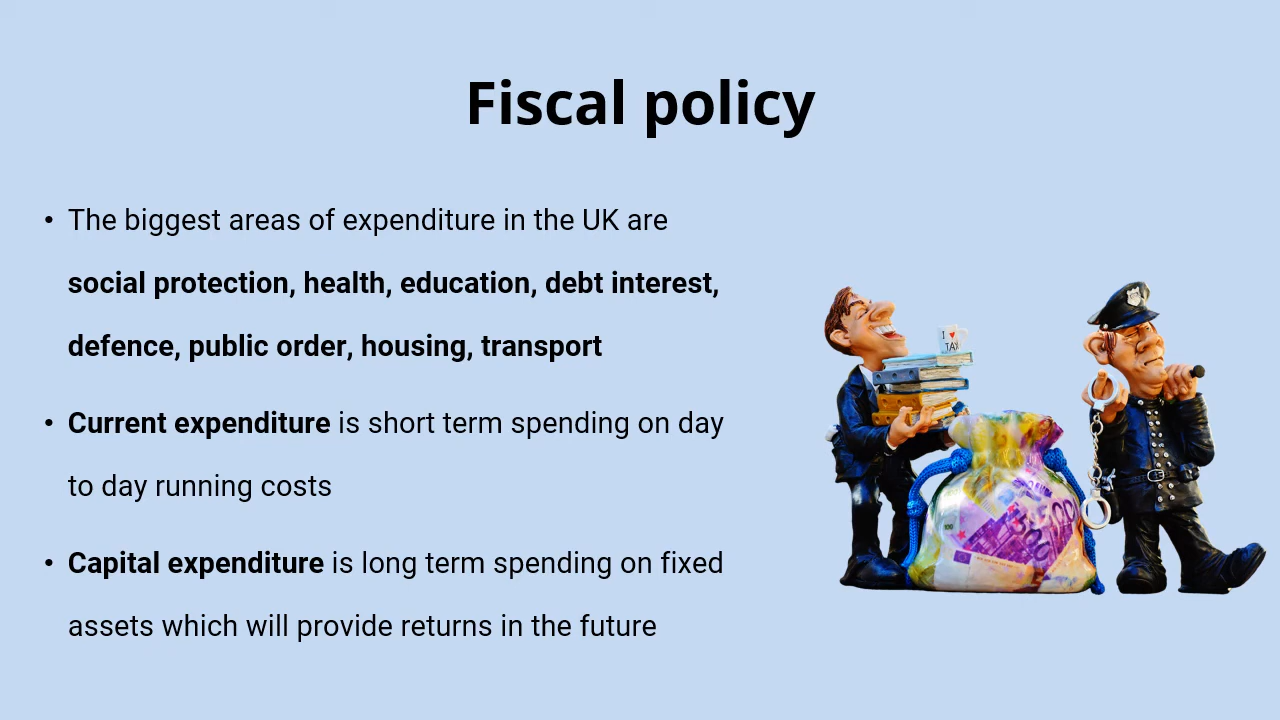 Fiscal policy
• The biggest areas of expenditure in the UK are
social protection, health, education, debt interest,
defence, public order, housing, transport
• Current expenditure is short term spending on day
to day running costs
• Capital expenditure is long term spending on fixed
assets which will provide returns in the future
I ♥
TAX
500
500